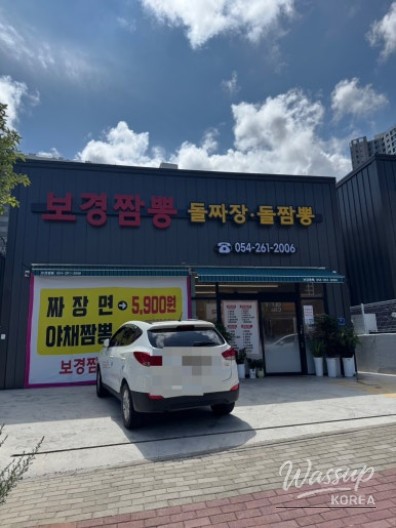 보경짬뽕 돌짜장·돌짬뽕
☎ 054-261-2006
짜장면→5,900원
야채짬뽕
보경짬
Wassup
KOREA